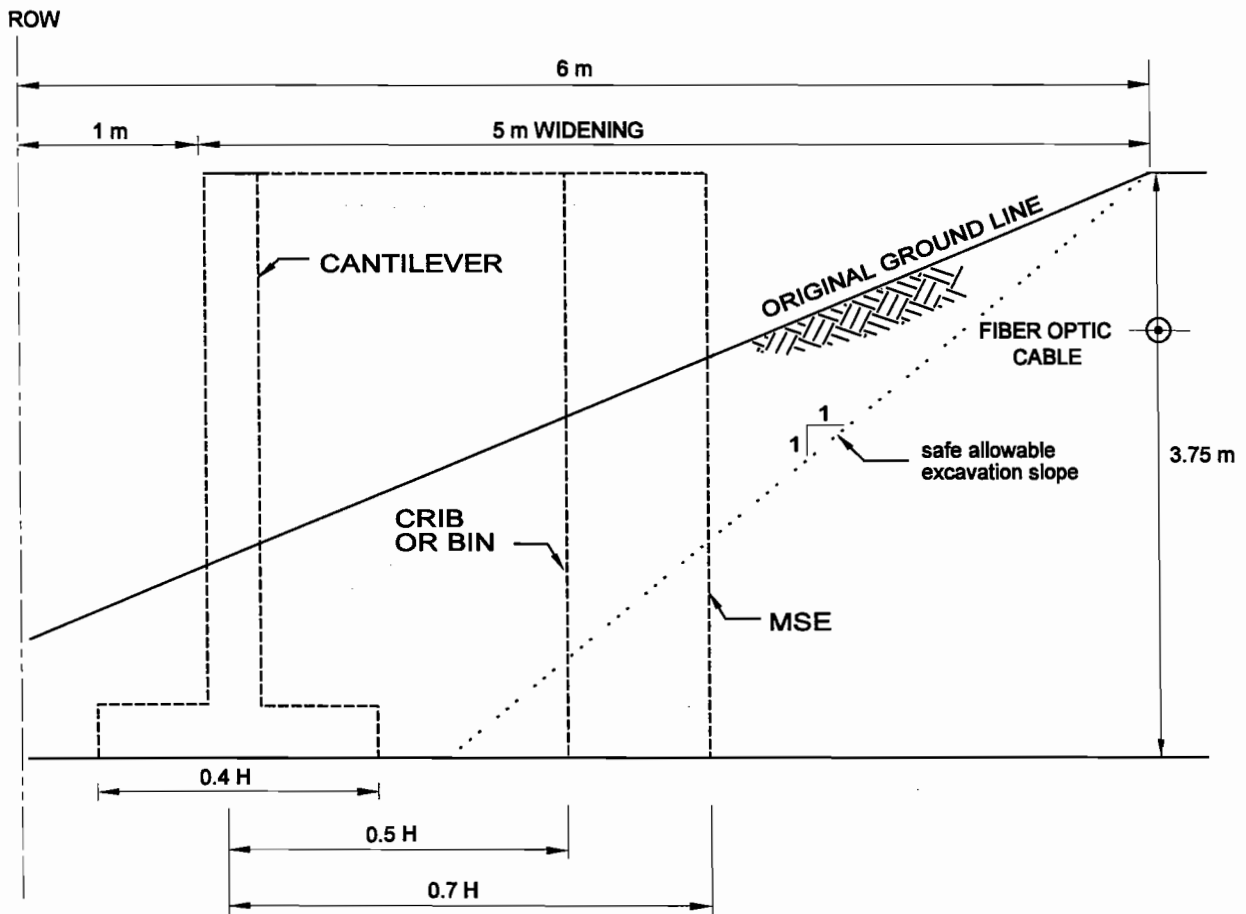 ROW
6 m
1 m
5 m WIDENING
CANTILEVER
ORIGINAL GROUND LINE
FIBER OPTIC
CABLE
1
1
safe allowable
excavation slope
3.75 m
CRIB
OR BIN
MSE
0.4 H
0.5 H
0.7 H